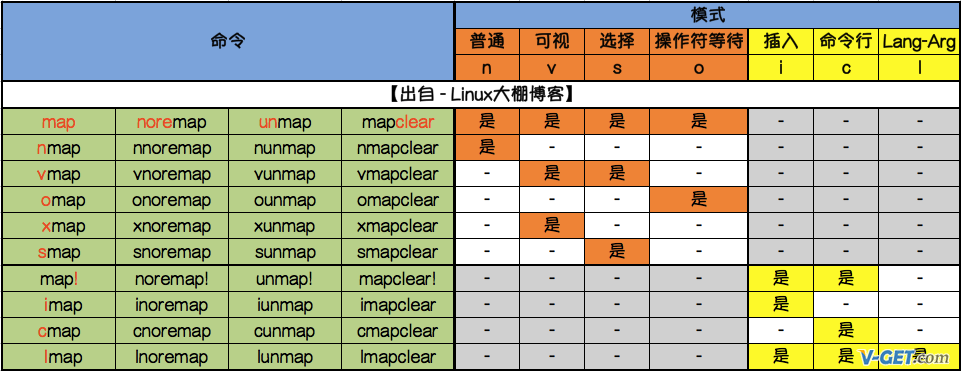 命令 模式
普通 可视 选择 操作符等待 插入 命令行 Lang-Arg
n v s o i c l
【出自 - Linux大棚博客】
map noremap unmap mapclear 是 是 是 是 - - -
nmap nnoremap nunmap nmapclear 是 - - - - - -
vmap vnoremap vunmap vmapclear - 是 是 - - - -
omap onoremap ounmap omapclear - - - 是 - - -
xmap xnoremap xunmap xmapclear - 是 - - - - -
smap snoremap sunmap smapclear - - 是 - - - -
map! noremap! unmap! mapclear! - - - - 是 是 -
imap inoremap iunmap imapclear - - - - 是 - -
cmap cnoremap cunmap cmapclear - - - - - 是 -
lmap lnoremap lunmap lmapclear - - - - 是 是 是
V-GET.com